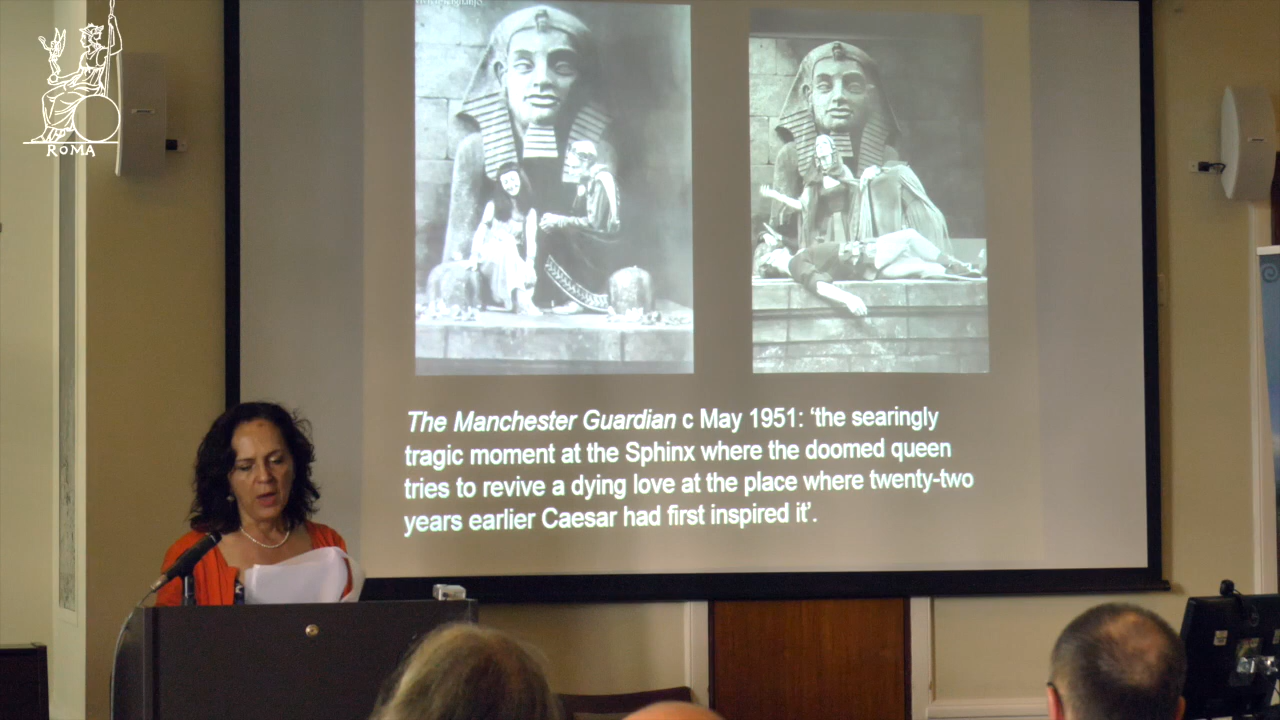 ROMA
The Manchester Guardian c May 1951: ‘the searingly
tragic moment at the Sphinx where the doomed queen
tries to revive a dying love at the place where twenty-two
years earlier Caesar had first inspired it’.